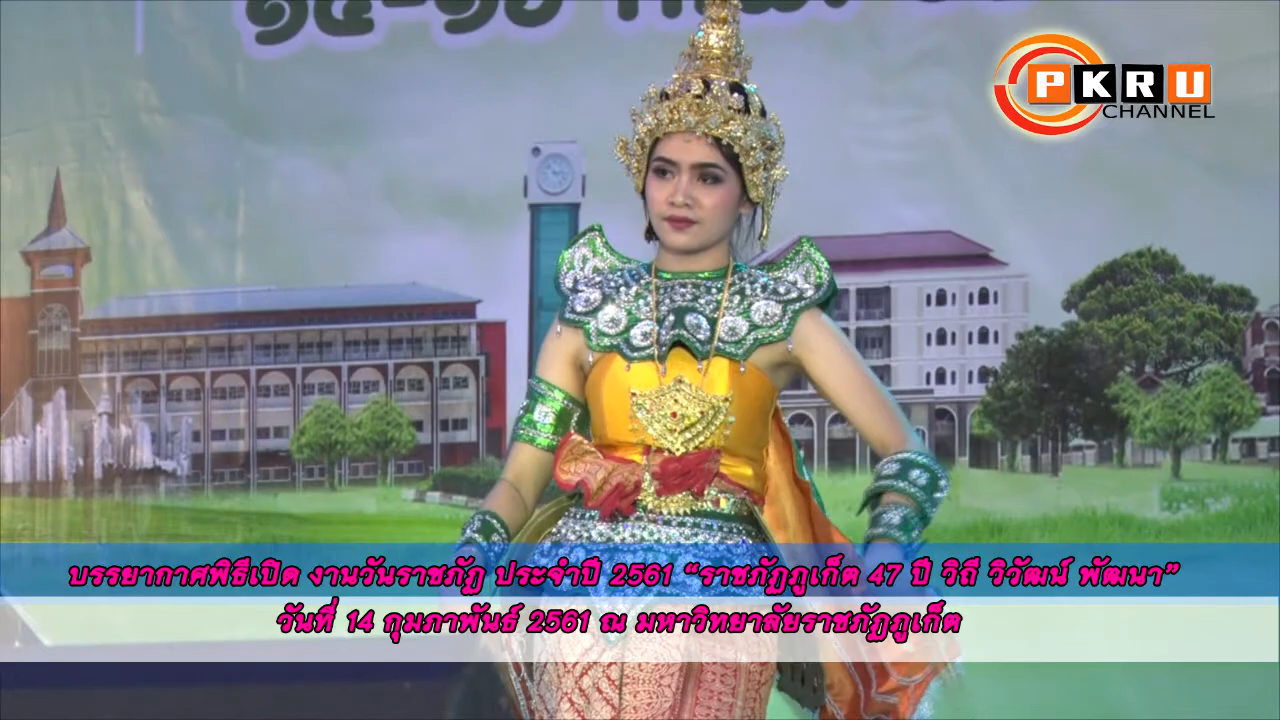 PKRU
CHANNEL
บรรยากาศพิธีเปิด งานวันราชภัฏ ประจำปี 2561 “ราชภัฏภูเก็ต 47 ปี วิถี วิวัฒน์ พัฒนา”
วันที่ 14 กุมภาพันธ์ 2561 ณ มหาวิทยาลัยราชภัฏภูเก็ต